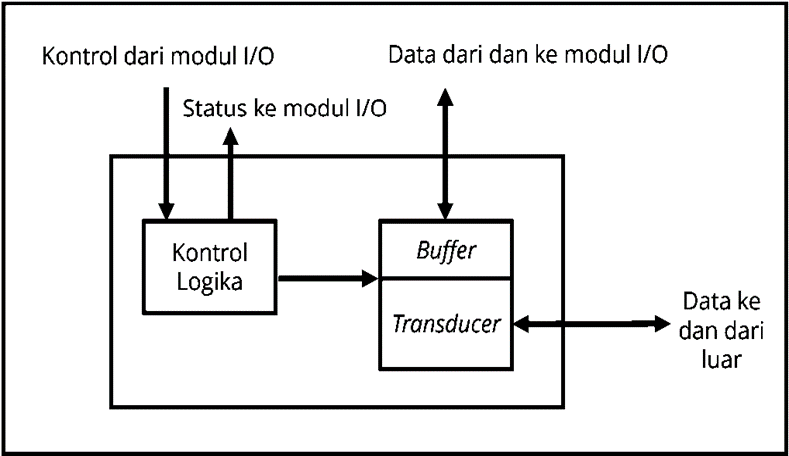 Kontrol dari modul I/O
Data dari dan ke modul I/O
Status ke modul I/O
Kontrol
Logika
Buffer
Transducer
Data ke
dan dari
luar